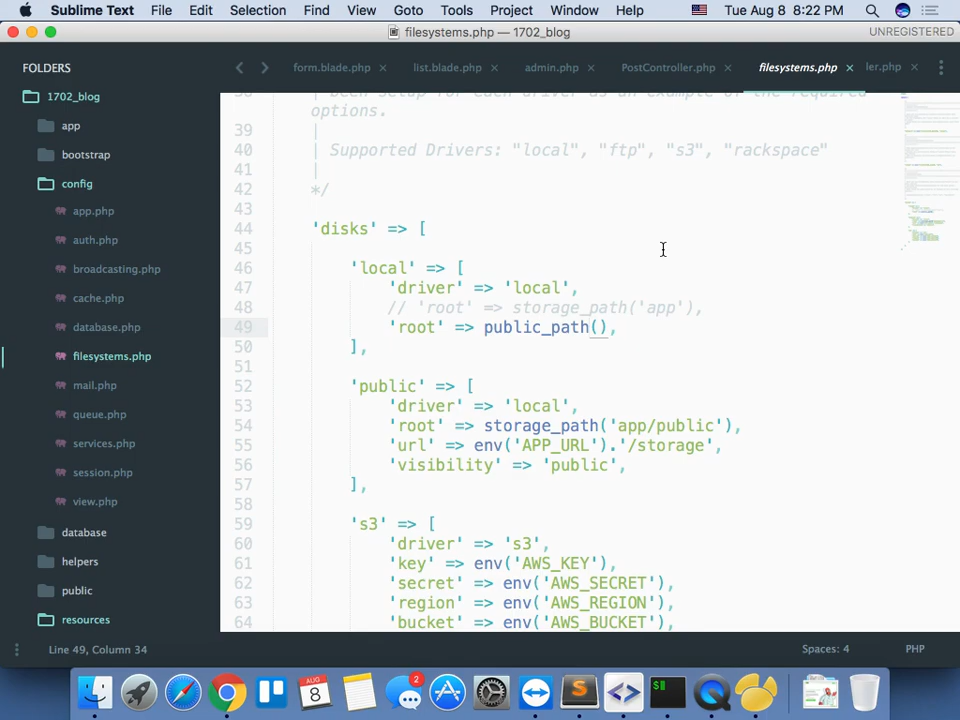 Sublime Text File Edit Selection Find View Goto Tools Project Window Help Tue Aug 8 8:22 PM
filesystems.php — 1702_blog UNREGISTERED
FOLDERS
form.blade.php × list.blade.php × admin.php × PostController.php × filesystems.php × ler.php ×
1702_blog
app
bootstrap
config
app.php
auth.php
broadcasting.php
cache.php
database.php
filesystems.php
mail.php
queue.php
services.php
session.php
view.php
database
helpers
public
resources
options.
39 |
40 | Supported Drivers: "local", "ftp", "s3", "rackspace"
41 |
42 */
43
44 'disks' => [
45
46 'local' => [
47 'driver' => 'local',
48 // 'root' => storage_path('app'),
49 'root' => public_path(),
50 ],
51
52 'public' => [
53 'driver' => 'local',
54 'root' => storage_path('app/public'),
55 'url' => env('APP_URL').'/storage',
56 'visibility' => 'public',
57 ],
58
59 's3' => [
60 'driver' => 's3',
61 'key' => env('AWS_KEY'),
62 'secret' => env('AWS_SECRET'),
63 'region' => env('AWS_REGION'),
64 'bucket' => env('AWS_BUCKET'),
Line 49, Column 34 Spaces: 4 PHP
AUG
8
2